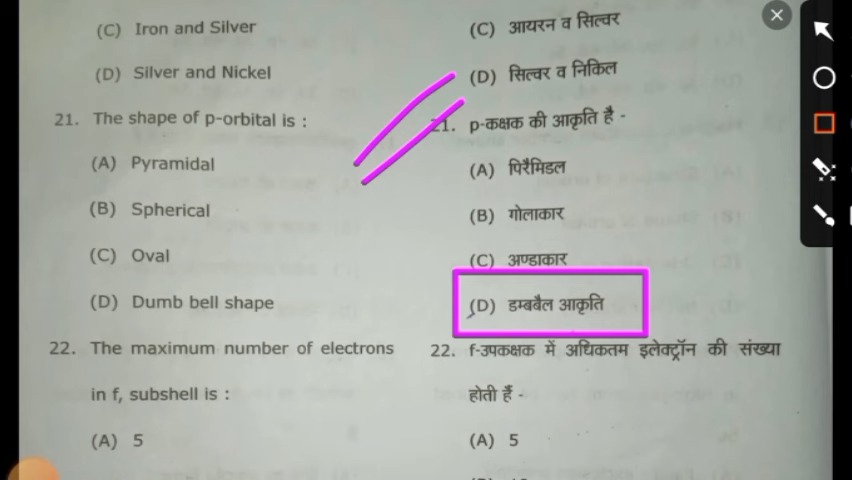 (C) Iron and Silver
(D) Silver and Nickel
21. The shape of p-orbital is :
(A) Pyramidal
(B) Spherical
(C) Oval
(D) Dumb bell shape
22. The maximum number of electrons
in f, subshell is :
(A) 5
(C) आयरन व सिल्वर
(D) सिल्वर व निकिल
21. p-कक्षक की आकृति है -
(A) पिरैमिडल
(B) गोलाकार
(C) अण्डाकार
(D) डम्बबैल आकृति
22. f-उपकक्षक में अधिकतम इलेक्ट्रॉन की संख्या
होती हैं -
(A) 5